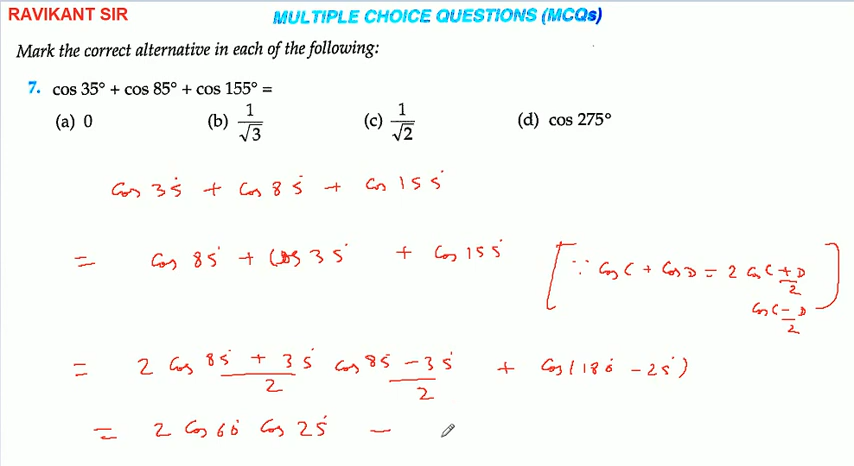 RAVIKANT SIR
MULTIPLE CHOICE QUESTIONS (MCQs)
Mark the correct alternative in each of the following:
7. cos 35° + cos 85° + cos 155° =
(a) 0 (b) 1/√3 (c) 1/√2 (d) cos 275°
Cos 35° + Cos 85° + Cos 155°
= Cos 85° + Cos 35° + Cos 155° [∵ Cos C + Cos D = 2 Cos (C + D)/2 Cos (C - D)/2]
= 2 Cos (85° + 35°)/2 Cos (85° - 35°)/2 + Cos (180° - 25°)
= 2 Cos 60° Cos 25° -